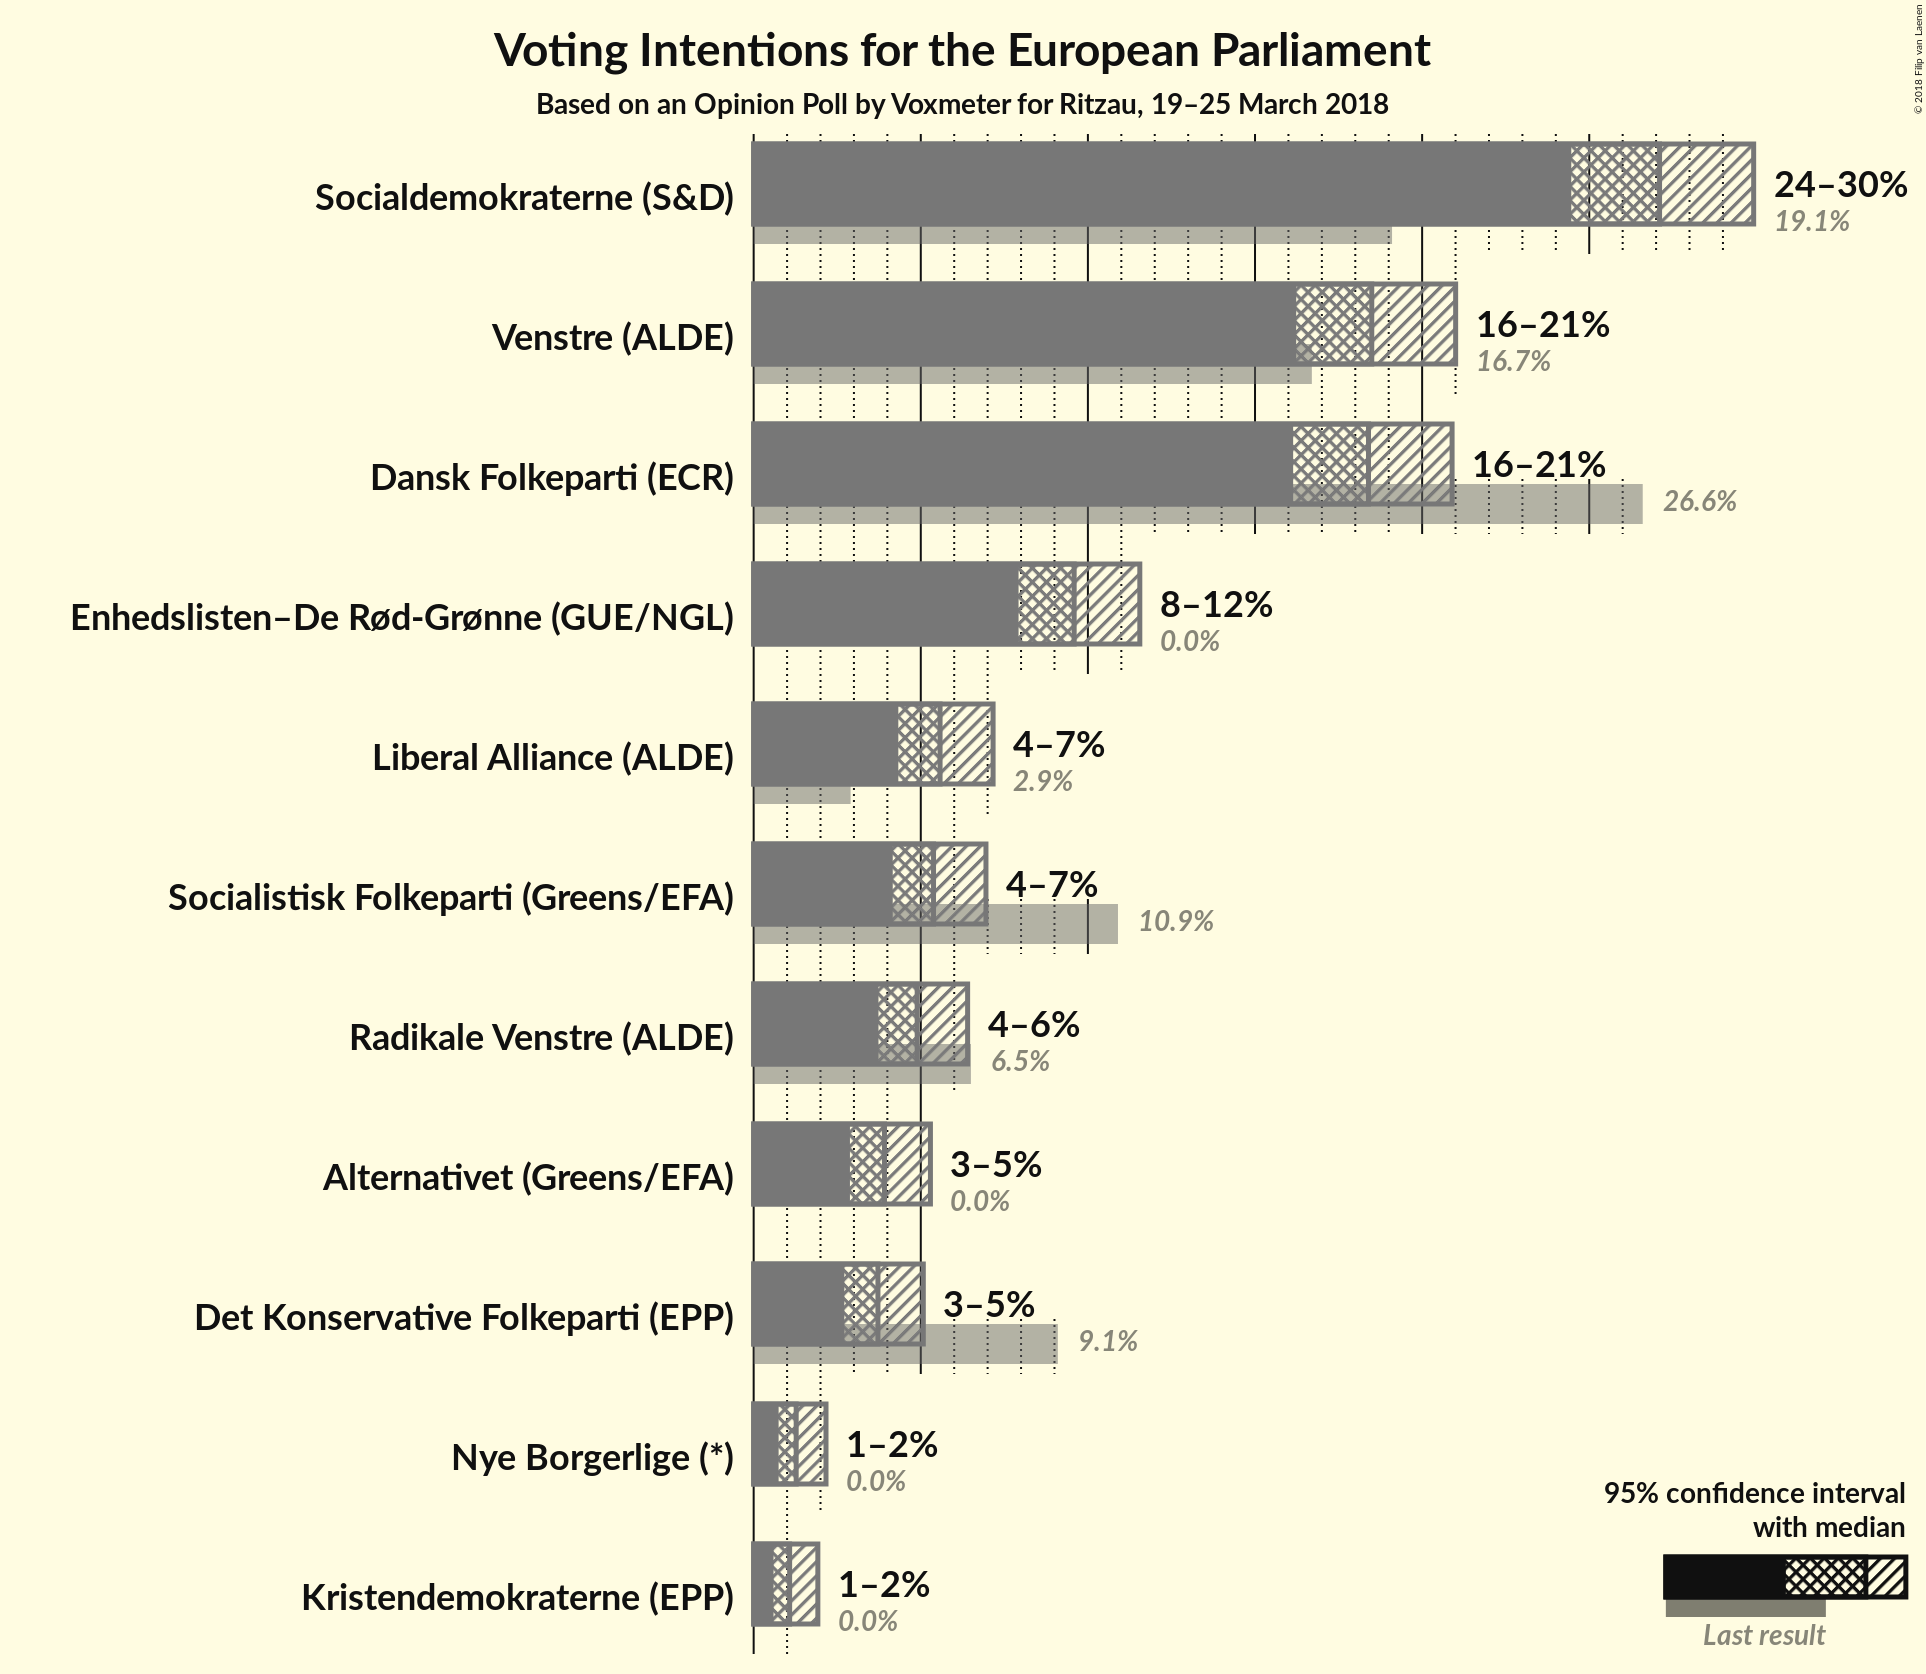 Voting Intentions for the European Parliament
Based on an Opinion Poll by Voxmeter for Ritzau, 19–25 March 2018
© 2018 Filip van Laenen
Socialdemokraterne (S&D)
24–30%
19.1%
Venstre (ALDE)
16–21%
16.7%
Dansk Folkeparti (ECR)
16–21%
26.6%
Enhedslisten–De Rød-Grønne (GUE/NGL)
8–12%
0.0%
Liberal Alliance (ALDE)
4–7%
2.9%
Socialistisk Folkeparti (Greens/EFA)
4–7%
10.9%
Radikale Venstre (ALDE)
4–6%
6.5%
Alternativet (Greens/EFA)
3–5%
0.0%
Det Konservative Folkeparti (EPP)
3–5%
9.1%
Nye Borgerlige (*)
1–2%
0.0%
Kristendemokraterne (EPP)
1–2%
0.0%
95% confidence interval
with median
Last result